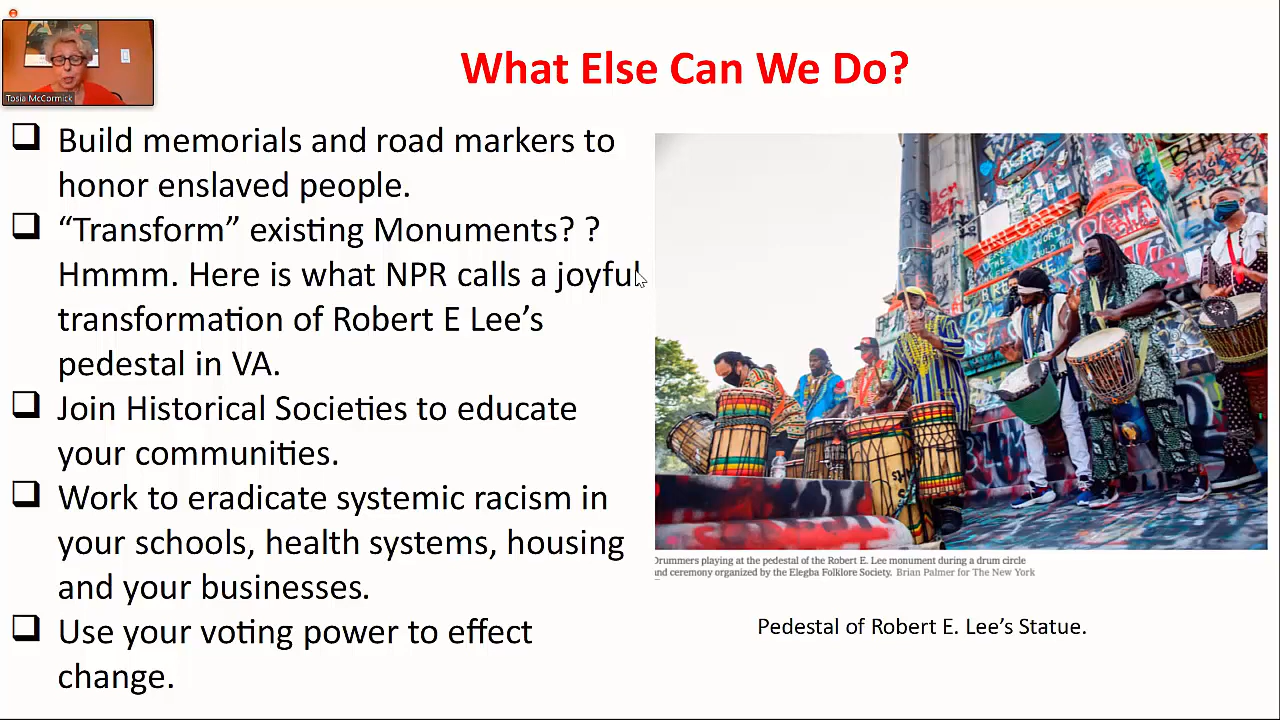 Tosia McCormick
What Else Can We Do?
❑ Build memorials and road markers to
honor enslaved people.
❑ “Transform” existing Monuments? ?
Hmmm. Here is what NPR calls a joyful
transformation of Robert E Lee’s
pedestal in VA.
❑ Join Historical Societies to educate
your communities.
❑ Work to eradicate systemic racism in
your schools, health systems, housing
and your businesses.
❑ Use your voting power to effect
change.
Drummers playing at the pedestal of the Robert E. Lee monument during a drum circle
and ceremony organized by the Elegba Folklore Society. Brian Palmer for The New York
Pedestal of Robert E. Lee’s Statue.